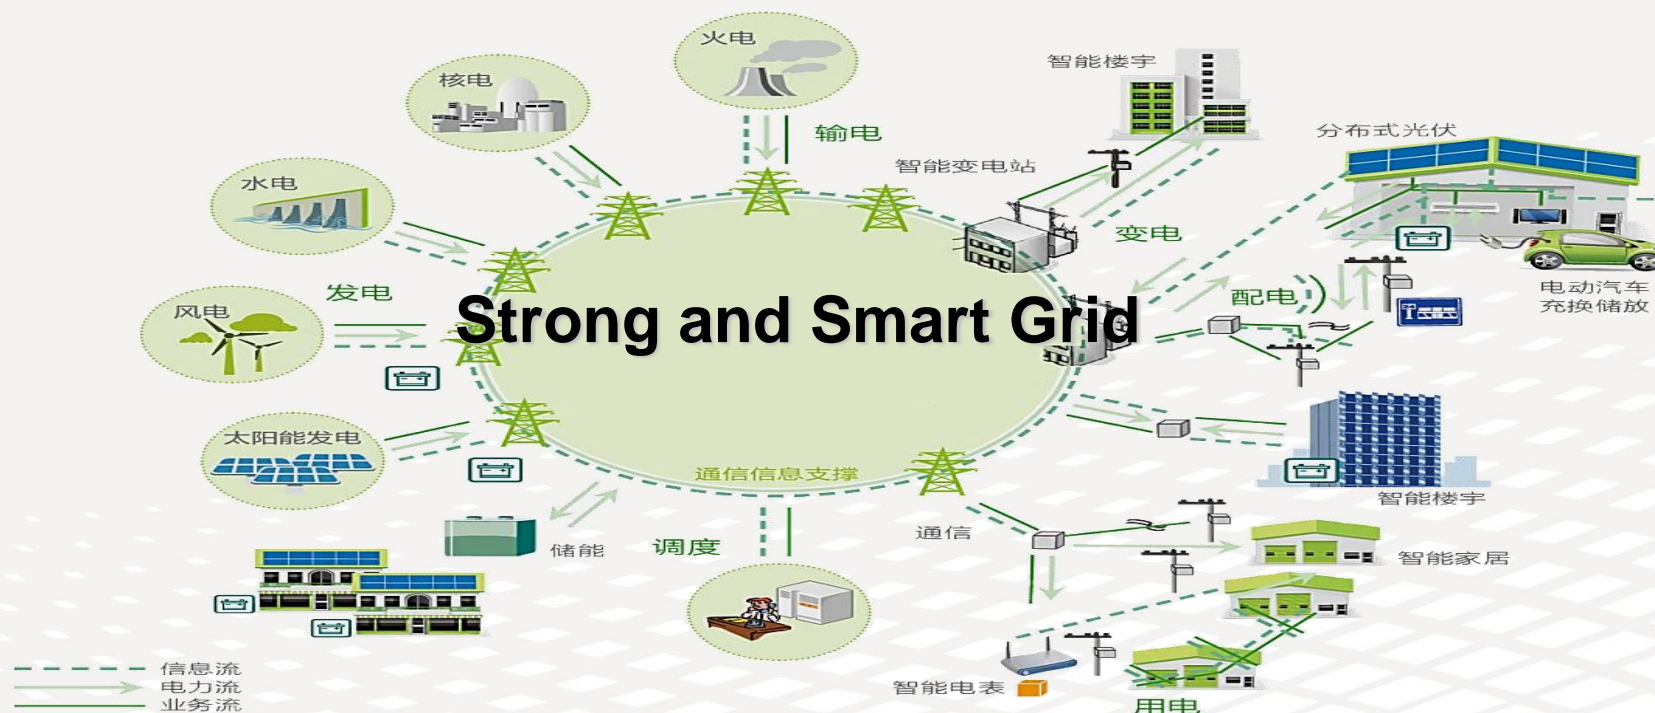 火电
核电
智能楼宇
输电
分布式光伏
智能变电站
水电
变电
发电
配电
电动汽车
充换储放
风电
Strong and Smart Grid
太阳能发电
通信信息支撑
智能楼宇
通信
储能
调度
智能家居
信息流
电力流
业务流
智能电表
用电